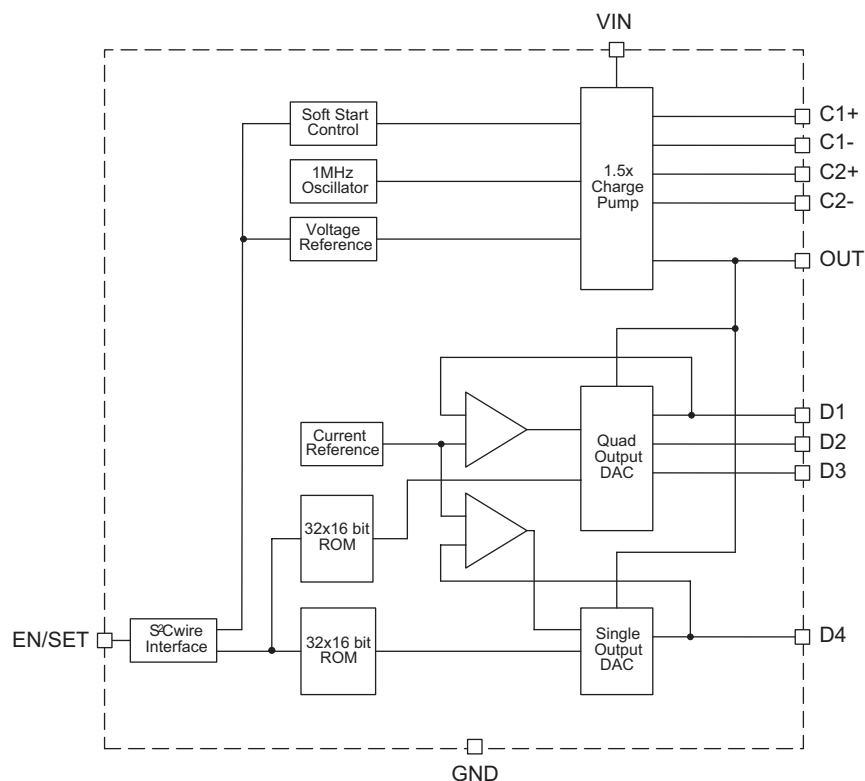 VIN
Soft Start
Control
1MHz
Oscillator
Voltage
Reference
1.5x
Charge
Pump
C1+
C1-
C2+
C2-
OUT
Current
Reference
Quad
Output
DAC
D1
D2
D3
32x16 bit
ROM
EN/SET
S²Cwire
Interface
32x16 bit
ROM
Single
Output
DAC
D4
GND